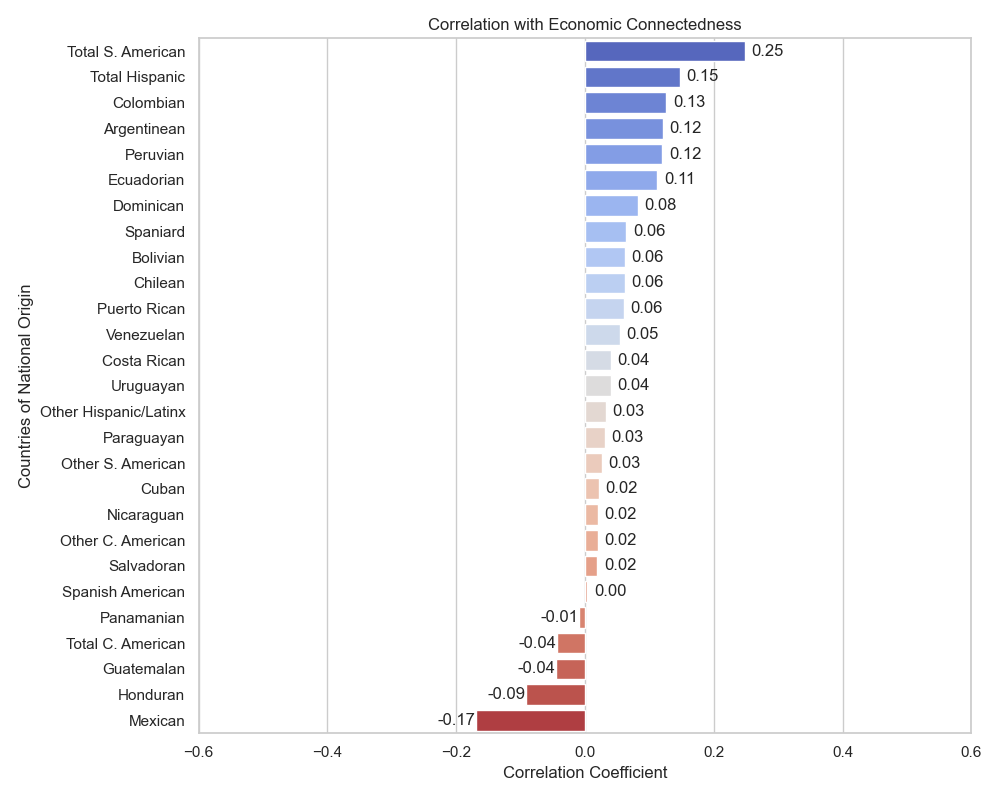 Correlation with Economic Connectedness
Total S. American 0.25
Total Hispanic 0.15
Colombian 0.13
Argentinean 0.12
Peruvian 0.12
Ecuadorian 0.11
Dominican 0.08
Spaniard 0.06
Bolivian 0.06
Chilean 0.06
Puerto Rican 0.06
Venezuelan 0.05
Costa Rican 0.04
Uruguayan 0.04
Other Hispanic/Latinx 0.03
Paraguayan 0.03
Other S. American 0.03
Cuban 0.02
Nicaraguan 0.02
Other C. American 0.02
Salvadoran 0.02
Spanish American 0.00
Panamanian -0.01
Total C. American -0.04
Guatemalan -0.04
Honduran -0.09
Mexican -0.17
−0.6 −0.4 −0.2 0.0 0.2 0.4 0.6
Correlation Coefficient
Countries of National Origin